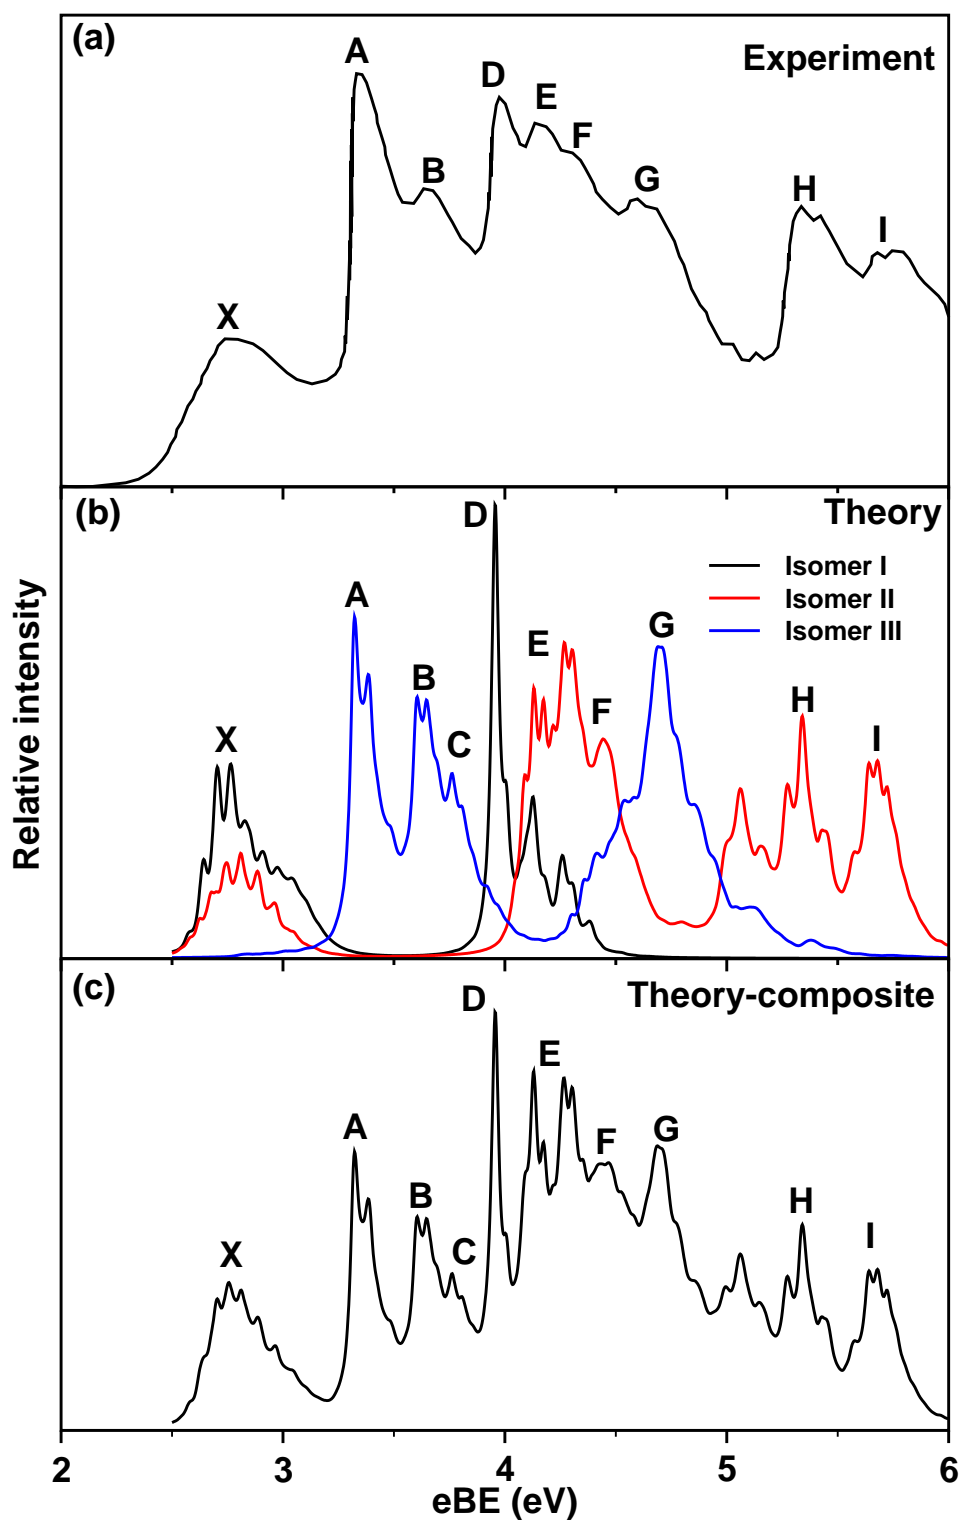 (a)
Experiment
A
D
E
F
B
G
H
I
X
(b)
Theory
D
Isomer I
Isomer II
Isomer III
A
G
E
B
F
C
H
X
I
(c)
Theory-composite
D
E
A
F
G
B
H
C
X
I
2
3
4
5
6
eBE (eV)
Relative intensity